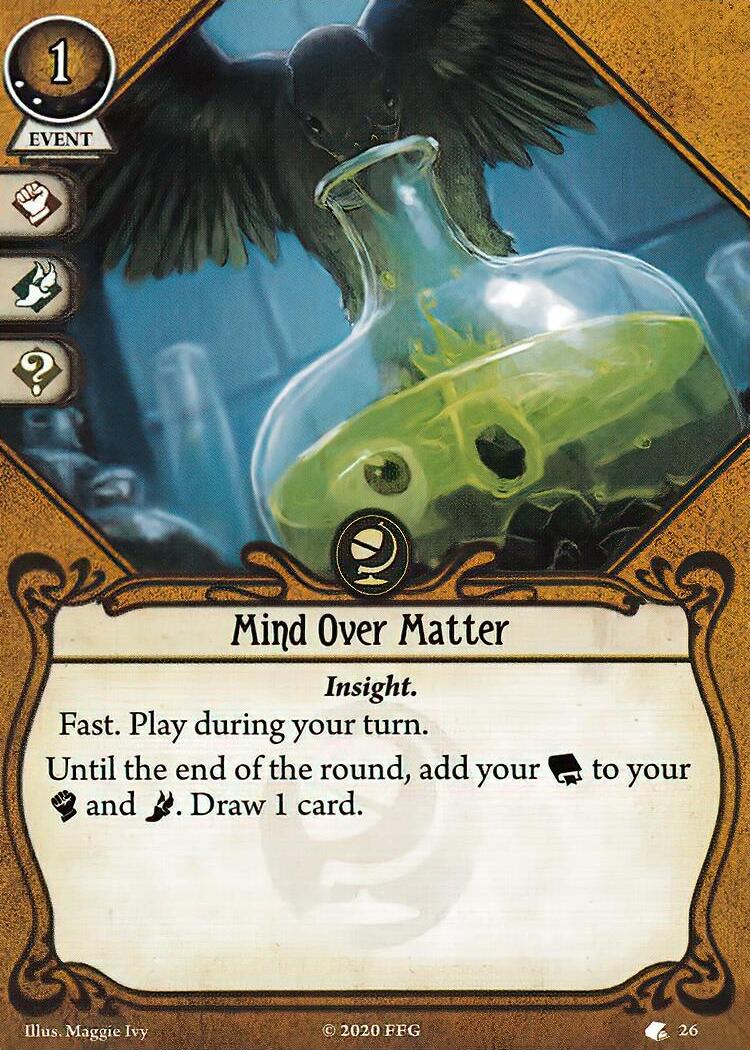 1
EVENT
?
Mind Over Matter
Insight.
Fast. Play during your turn.
Until the end of the round, add your to your
and . Draw 1 card.
Illus. Maggie Ivy
© 2020 FFG
26